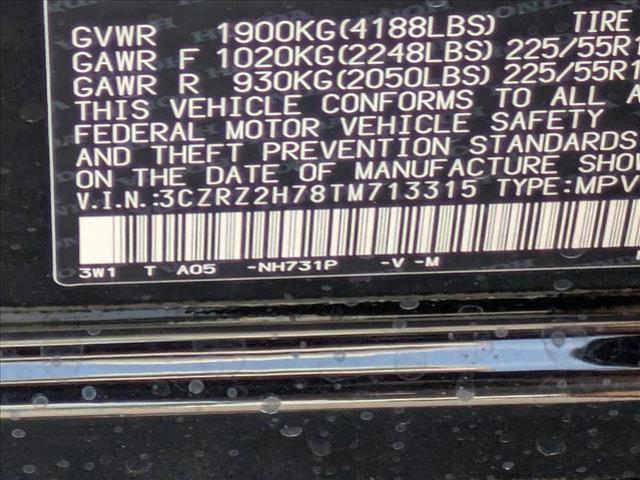 GVWR 1900KG(4188LBS) TIRE
GAWR F 1020KG(2248LBS) 225/55R1
GAWR R 930KG(2050LBS) 225/55R1
THIS VEHICLE CONFORMS TO ALL A
FEDERAL MOTOR VEHICLE SAFETY
AND THEFT PREVENTION STANDARDS
ON THE DATE OF MANUFACTURE SHO
V.I.N.:3CZRZ2H78TM713315 TYPE:MPV
3W1 T A05 -NH731P -V -M